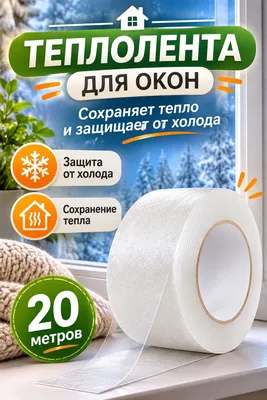 ТЕПЛОЛЕНТА
ДЛЯ ОКОН
Сохраняет тепло
и защищает от холода
Защита
от холода
Сохранение
тепла
20
метров